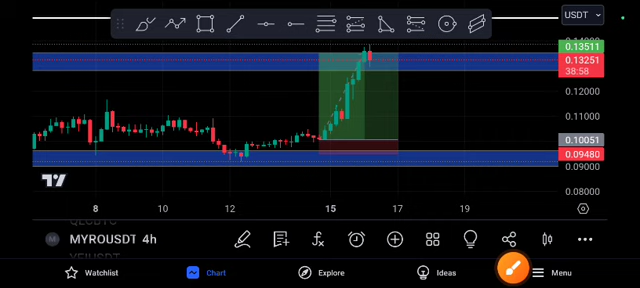 USDT
0.13511
0.13251
38:58
0.12000
0.11000
0.10051
0.09480
0.09000
0.08000
8 10 12 15 17 19
MYROUSDT 4h
Watchlist Chart Explore Ideas Menu